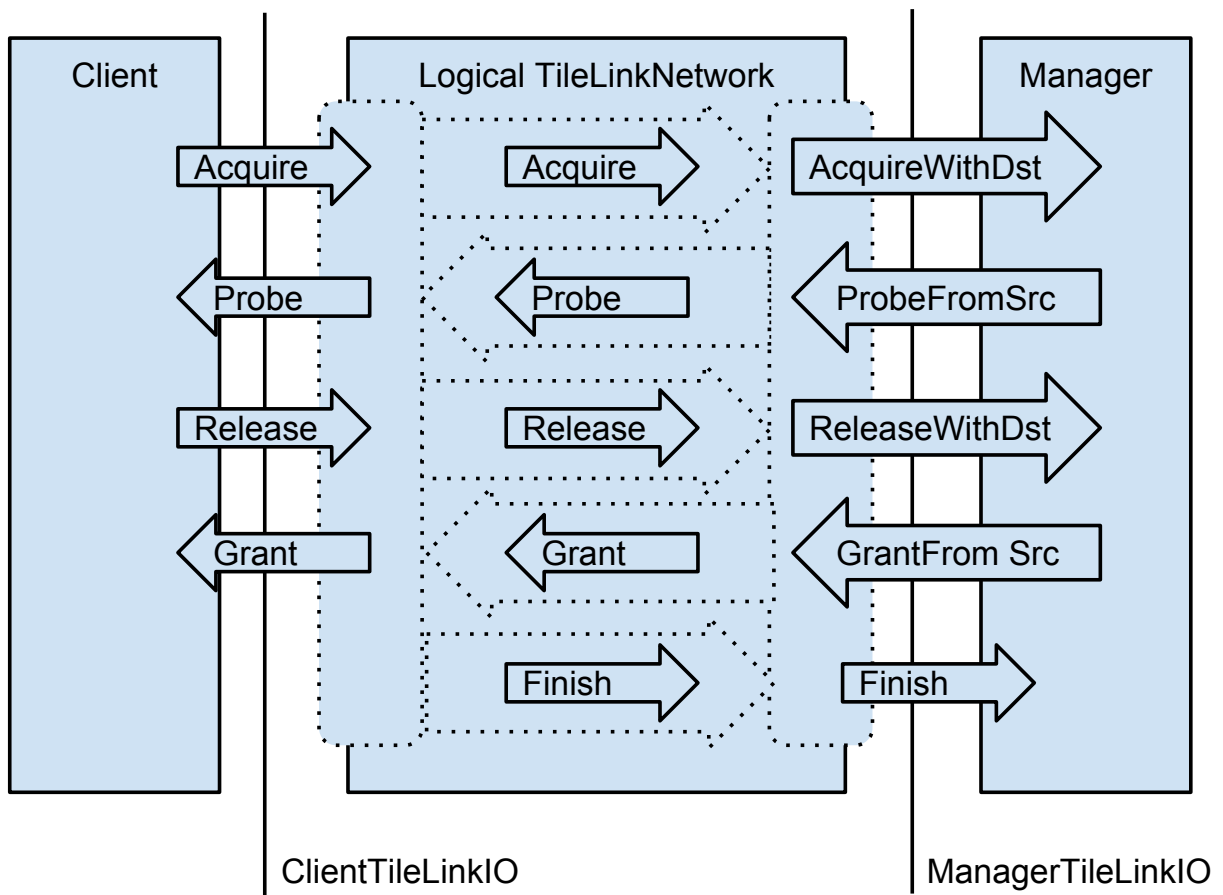 Client
Logical TileLinkNetwork
Manager
Acquire
Acquire
AcquireWithDst
Probe
Probe
ProbeFromSrc
Release
Release
ReleaseWithDst
Grant
Grant
GrantFrom Src
Finish
Finish
ClientTileLinkIO
ManagerTileLinkIO